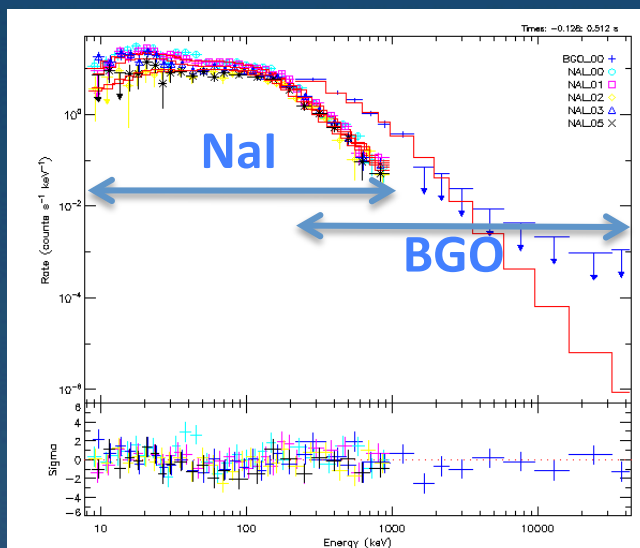 Times: -0.128: 0.512 s
BGO_00
NAI_00
NAI_01
NAI_02
NAI_03
NAI_05
10⁰
10⁻²
10⁻⁴
10⁻⁶
Rate (counts s⁻¹ keV⁻¹)
NaI
BGO
6
4
2
0
-2
-4
-6
Sigma
10
100
1000
10000
Energy (keV)